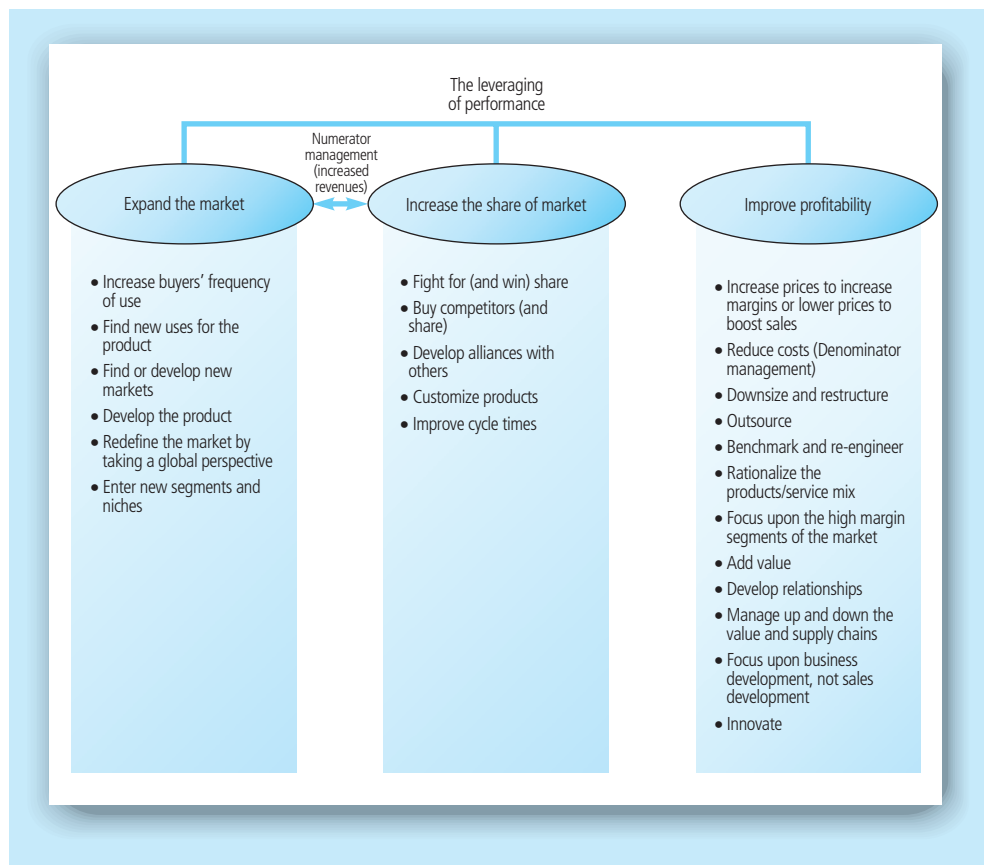 The leveraging
of performance
Numerator
management
(increased
revenues)
Expand the market
Increase the share of market
Improve profitability
• Increase buyers’ frequency
of use
• Find new uses for the
product
• Find or develop new
markets
• Develop the product
• Redefine the market by
taking a global perspective
• Enter new segments and
niches
• Fight for (and win) share
• Buy competitors (and
share)
• Develop alliances with
others
• Customize products
• Improve cycle times
• Increase prices to increase
margins or lower prices to
boost sales
• Reduce costs (Denominator
management)
• Downsize and restructure
• Outsource
• Benchmark and re-engineer
• Rationalize the
products/service mix
• Focus upon the high margin
segments of the market
• Add value
• Develop relationships
• Manage up and down the
value and supply chains
• Focus upon business
development, not sales
development
• Innovate